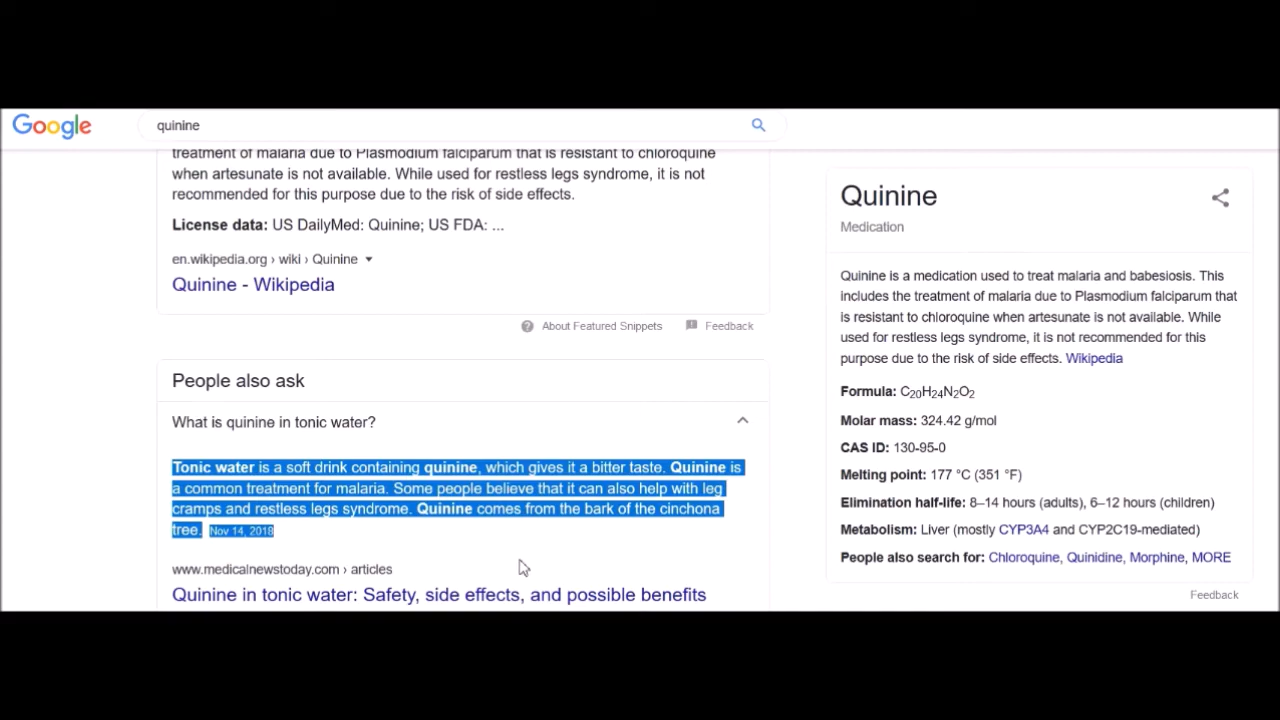 Google
quinine
treatment of malaria due to Plasmodium falciparum that is resistant to chloroquine
when artesunate is not available. While used for restless legs syndrome, it is not
recommended for this purpose due to the risk of side effects.
License data: US DailyMed: Quinine; US FDA: ...
en.wikipedia.org › wiki › Quinine
Quinine - Wikipedia
About Featured Snippets
Feedback
People also ask
What is quinine in tonic water?
Tonic water is a soft drink containing quinine, which gives it a bitter taste. Quinine is
a common treatment for malaria. Some people believe that it can also help with leg
cramps and restless legs syndrome. Quinine comes from the bark of the cinchona
tree. Nov 14, 2018
www.medicalnewstoday.com › articles
Quinine in tonic water: Safety, side effects, and possible benefits
Quinine
Medication
Quinine is a medication used to treat malaria and babesiosis. This
includes the treatment of malaria due to Plasmodium falciparum that
is resistant to chloroquine when artesunate is not available. While
used for restless legs syndrome, it is not recommended for this
purpose due to the risk of side effects. Wikipedia
Formula: C₂₀H₂₄N₂O₂
Molar mass: 324.42 g/mol
CAS ID: 130-95-0
Melting point: 177 °C (351 °F)
Elimination half-life: 8–14 hours (adults), 6–12 hours (children)
Metabolism: Liver (mostly CYP3A4 and CYP2C19-mediated)
People also search for: Chloroquine, Quinidine, Morphine, MORE
Feedback